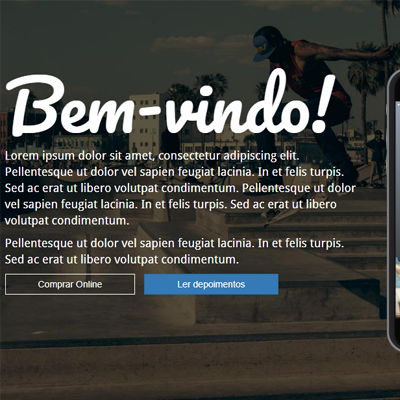 Bem-vindo!
Lorem ipsum dolor sit amet, consectetur adipiscing elit.
Pellentesque ut dolor vel sapien feugiat lacinia. In et felis turpis.
Sed ac erat ut libero volutpat condimentum. Pellentesque ut dolor
vel sapien feugiat lacinia. In et felis turpis. Sed ac erat ut libero
volutpat condimentum.
Pellentesque ut dolor vel sapien feugiat lacinia. In et felis turpis.
Sed ac erat ut libero volutpat condimentum.
Comprar Online
Ler depoimentos